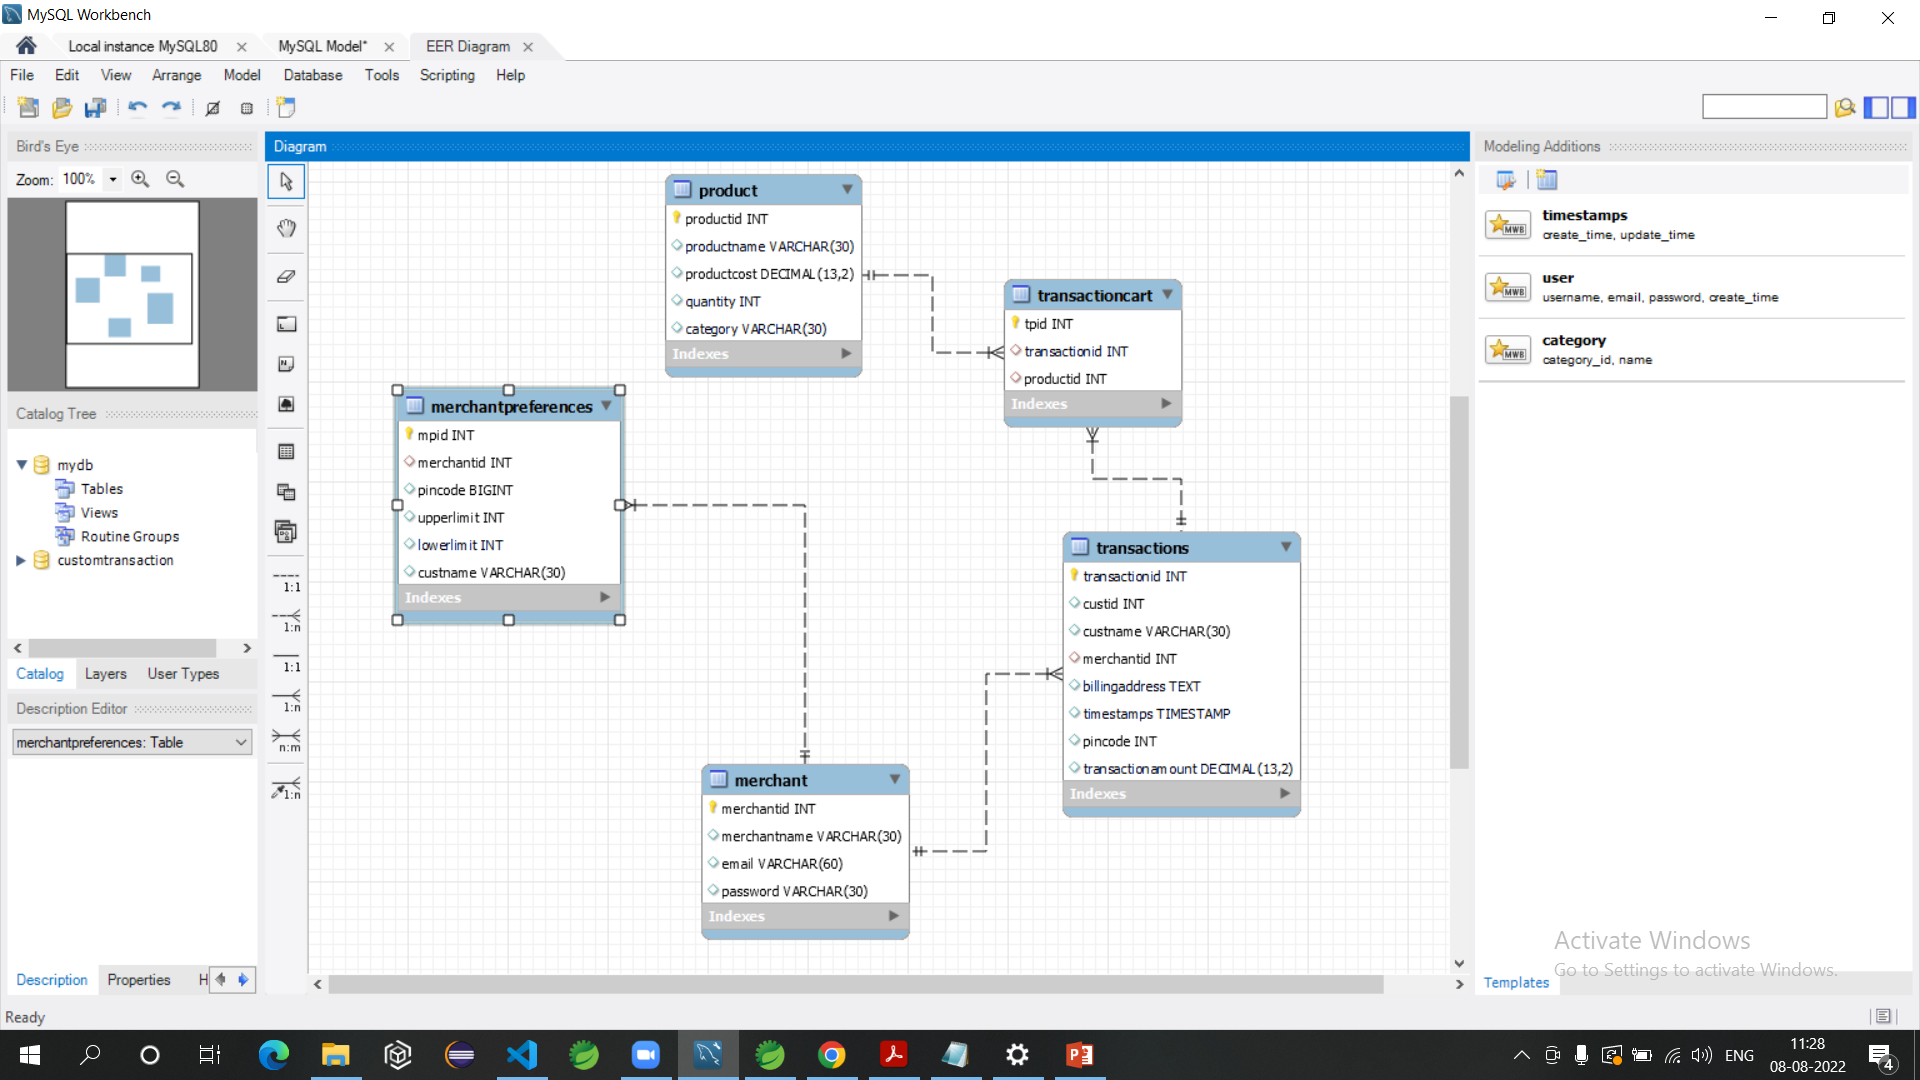 MySQL Workbench
Local instance MySQL80
MySQL Model*
EER Diagram
File Edit View Arrange Model Database Tools Scripting Help
Bird's Eye
Zoom: 100%
Catalog Tree
mydb
Tables
Views
Routine Groups
customtransaction
Catalog Layers User Types
Description Editor
merchantpreferences: Table
Description Properties H
Ready
Diagram
1:1
1:n
1:1
1:n
n:m
1:n
product
productid INT
productname VARCHAR(30)
productcost DECIMAL(13,2)
quantity INT
category VARCHAR(30)
Indexes
transactioncart
tpid INT
transactionid INT
productid INT
Indexes
merchantpreferences
mpid INT
merchantid INT
pincode BIGINT
upperlimit INT
lowerlimit INT
custname VARCHAR(30)
Indexes
transactions
transactionid INT
custid INT
custname VARCHAR(30)
merchantid INT
billingaddress TEXT
timestamps TIMESTAMP
pincode INT
transactionamount DECIMAL(13,2)
Indexes
merchant
merchantid INT
merchantname VARCHAR(30)
email VARCHAR(60)
password VARCHAR(30)
Indexes
Modeling Additions
MWB
timestamps
create_time, update_time
MWB
user
username, email, password, create_time
MWB
category
category_id, name
Activate Windows
Go to Settings to activate Windows.
Templates
ENG
11:28
08-08-2022
4